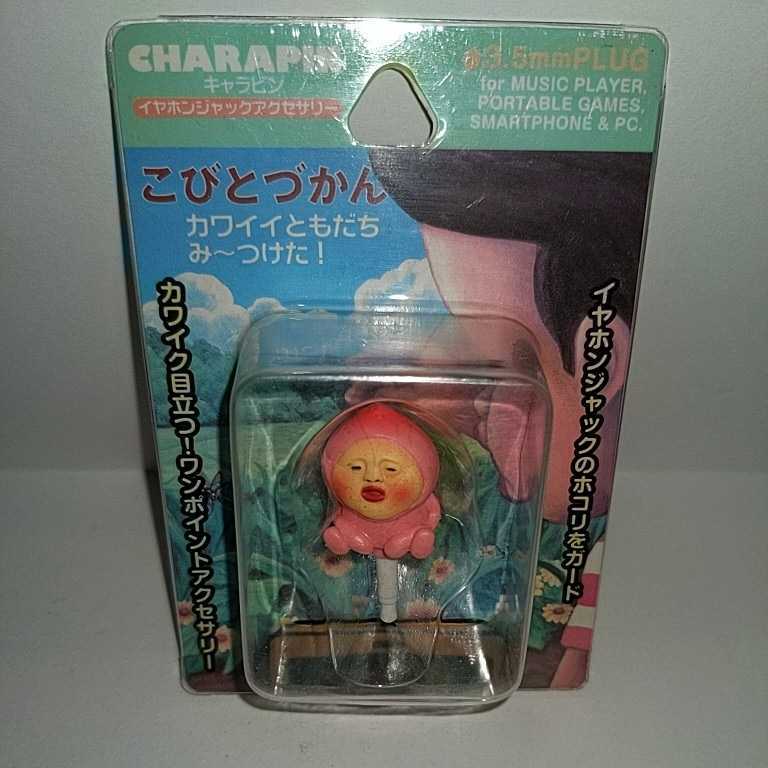 CHARAPIN
キャラピン
イヤホンジャックアクセサリー
φ3.5mmPLUG
for MUSIC PLAYER,
PORTABLE GAMES,
SMARTPHONE & PC.
こびとづかん
カワイイともだち
み～つけた！
カワイク目立つ！ワンポイントアクセサリー
イヤホンジャックのホコリをガード